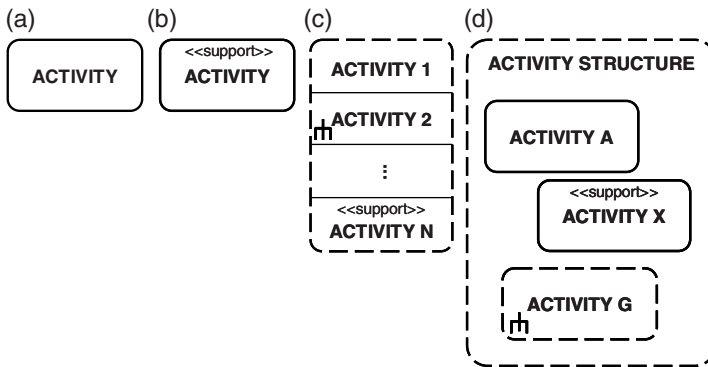 (a)
ACTIVITY
(b)
<<support>>
ACTIVITY
(c)
ACTIVITY 1
ACTIVITY 2
⋮
<<support>>
ACTIVITY N
(d)
ACTIVITY STRUCTURE
ACTIVITY A
<<support>>
ACTIVITY X
ACTIVITY G